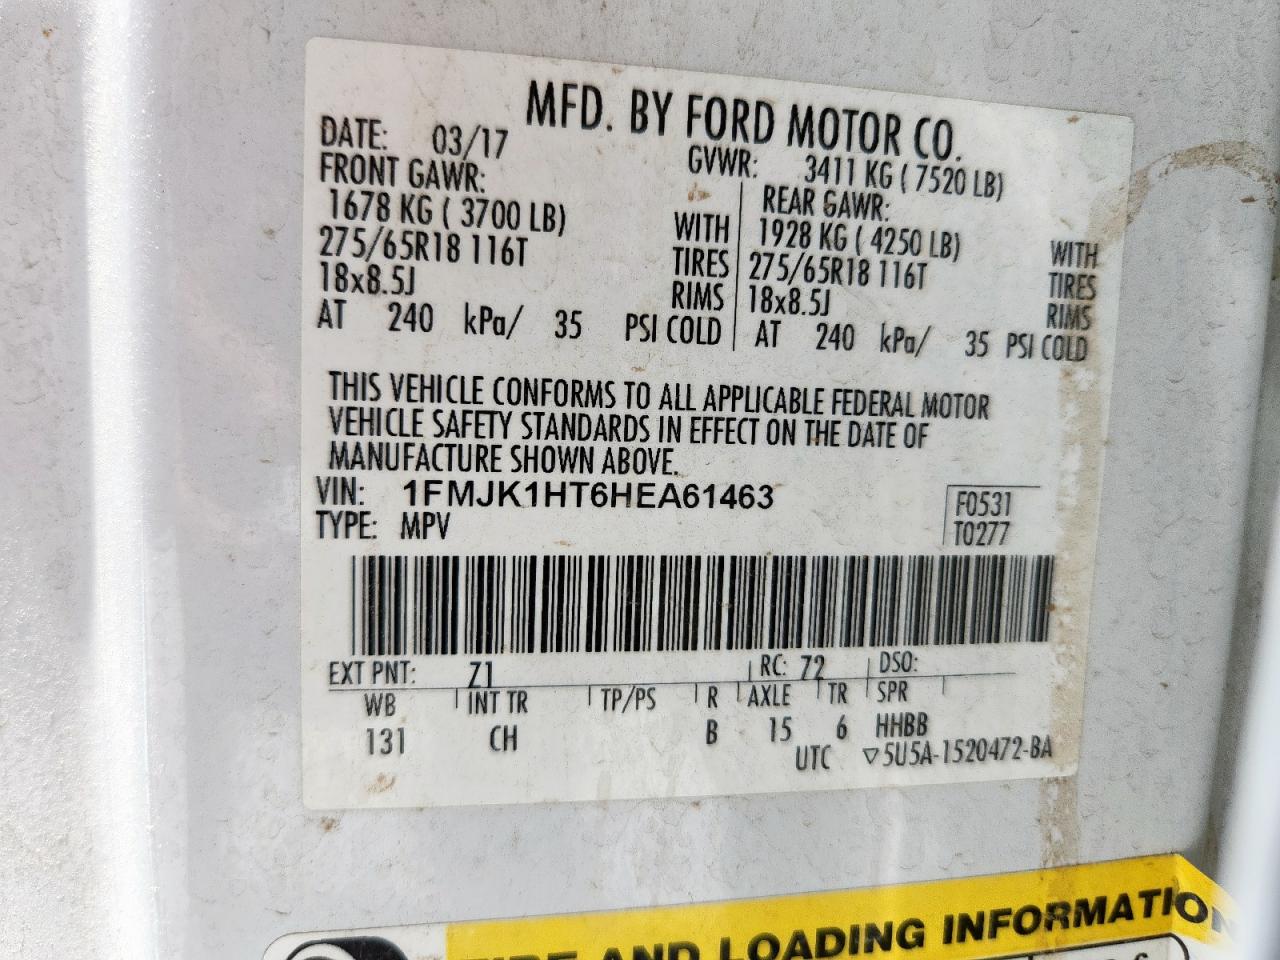 MFD. BY FORD MOTOR CO.
DATE: 03/17 GVWR: 3411 KG ( 7520 LB)
FRONT GAWR: REAR GAWR:
1678 KG ( 3700 LB) WITH 1928 KG ( 4250 LB) WITH
275/65R18 116T TIRES 275/65R18 116T TIRES
18x8.5J RIMS 18x8.5J RIMS
AT 240 kPa/ 35 PSI COLD AT 240 kPa/ 35 PSI COLD
THIS VEHICLE CONFORMS TO ALL APPLICABLE FEDERAL MOTOR
VEHICLE SAFETY STANDARDS IN EFFECT ON THE DATE OF
MANUFACTURE SHOWN ABOVE.
VIN: 1FMJK1HT6HEA61463 F0531
TYPE: MPV T0277
EXT PNT: Z1 RC: 72 DSO:
WB INT TR TP/PS R AXLE TR SPR
131 CH B 15 6 HHBB
UTC ▽5U5A-1520472-BA
TIRE AND LOADING INFORMATION